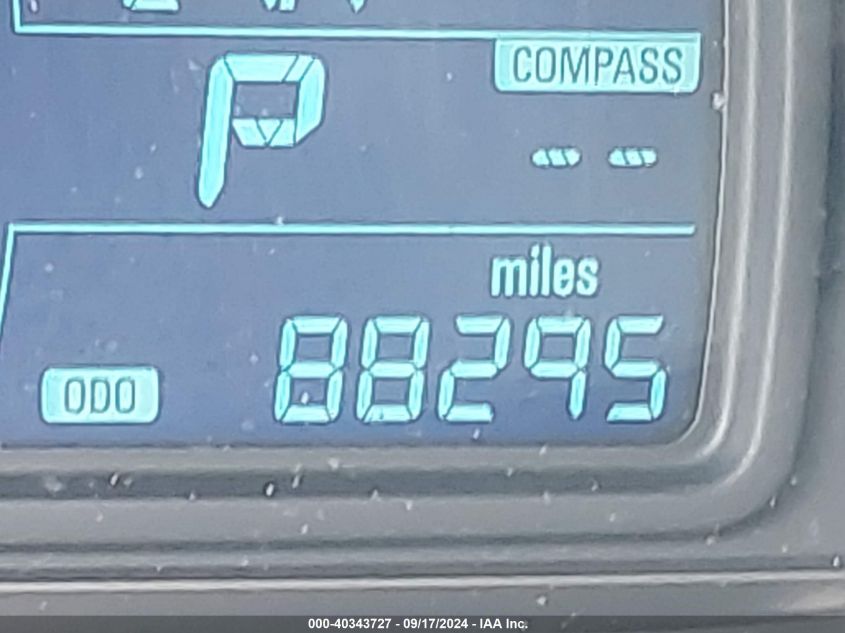 COMPASS
P
-- --
miles
ODO 88295
000-40343727 - 09/17/2024 - IAA Inc.